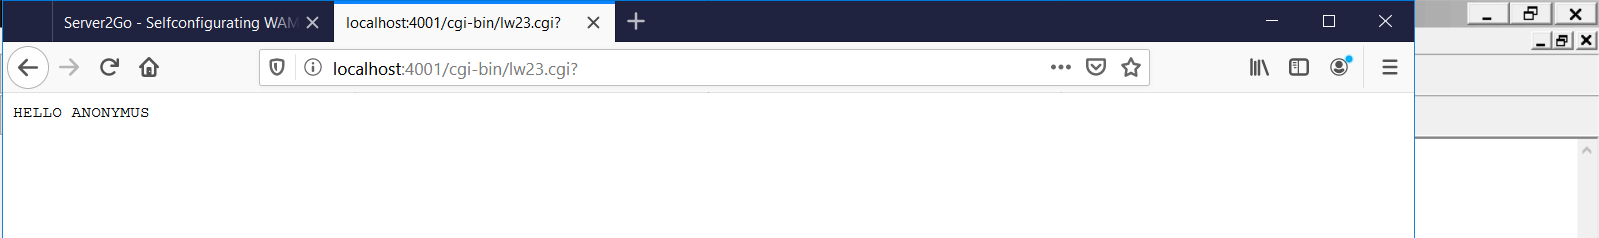 Server2Go - Selfconfigurating WAM
localhost:4001/cgi-bin/lw23.cgi?
localhost:4001/cgi-bin/lw23.cgi?
HELLO ANONYMUS